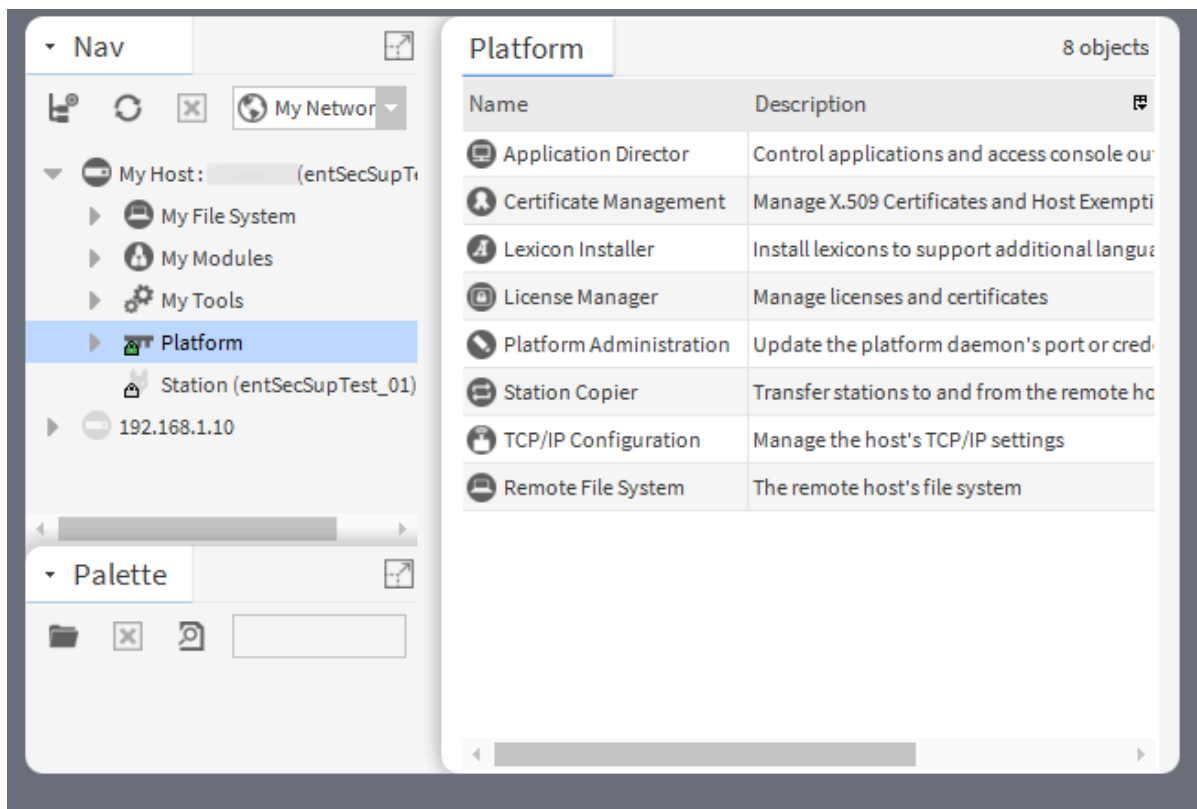 Nav
My Networ
My Host: (entSecSupTe
My File System
My Modules
My Tools
Platform
Station (entSecSupTest_01)
192.168.1.10
Palette
Platform 8 objects
Name Description
Application Director Control applications and access console ou
Certificate Management Manage X.509 Certificates and Host Exempti
Lexicon Installer Install lexicons to support additional langua
License Manager Manage licenses and certificates
Platform Administration Update the platform daemon's port or crede
Station Copier Transfer stations to and from the remote ho
TCP/IP Configuration Manage the host's TCP/IP settings
Remote File System The remote host's file system